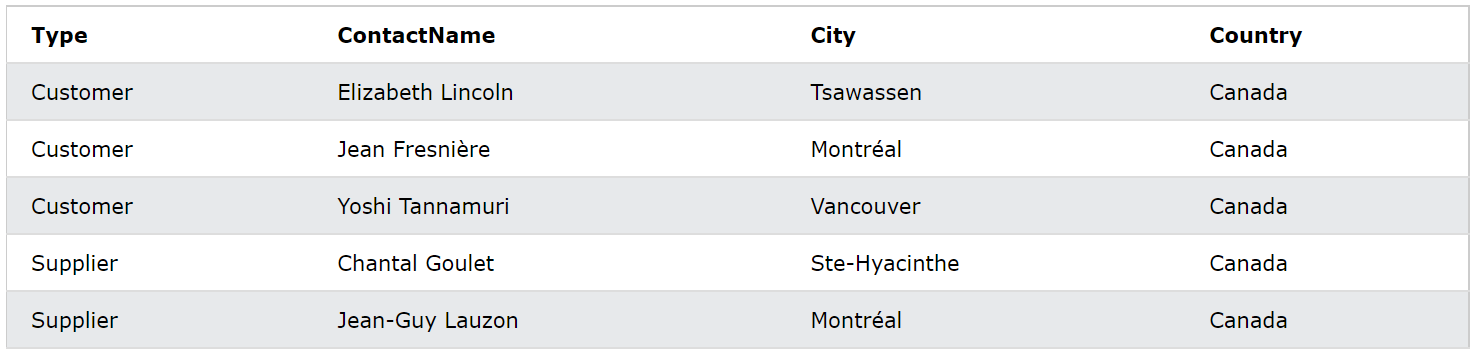 Type ContactName City Country
Customer Elizabeth Lincoln Tsawassen Canada
Customer Jean Fresnière Montréal Canada
Customer Yoshi Tannamuri Vancouver Canada
Supplier Chantal Goulet Ste-Hyacinthe Canada
Supplier Jean-Guy Lauzon Montréal Canada